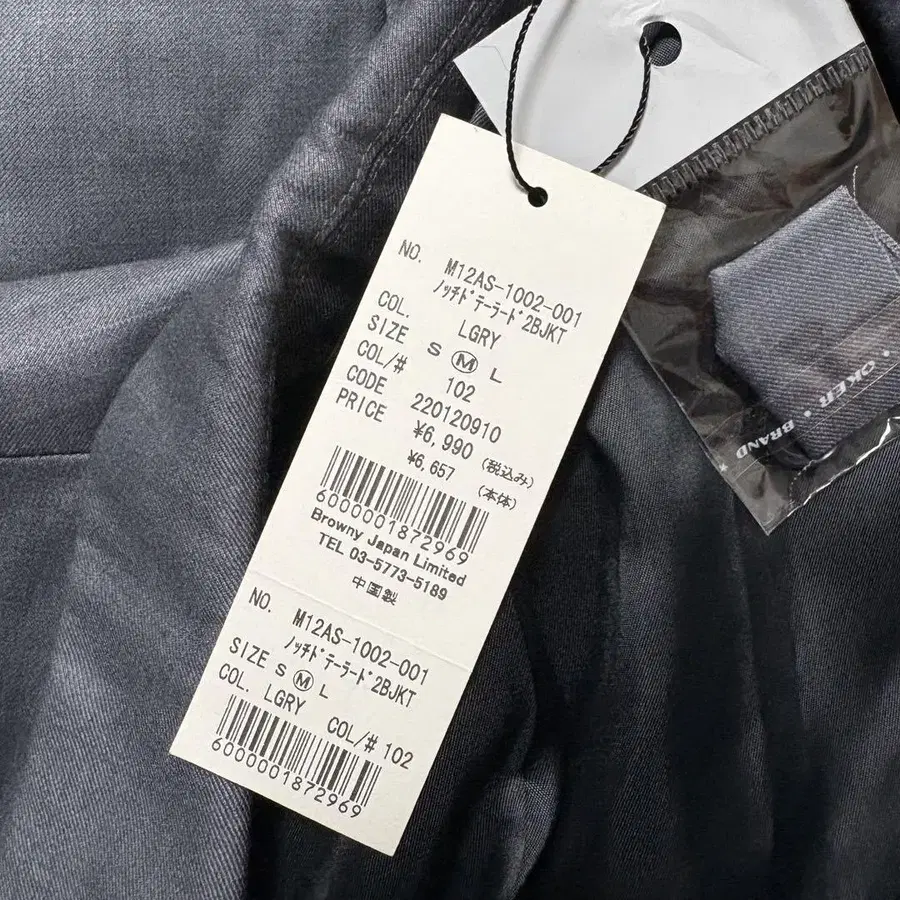 NO. M12AS-1002-001
ﾉｯﾁﾄﾞﾃｰﾗｰﾄﾞ2BJKT
COL. LGRY
SIZE S M L
COL/# 102
CODE 220120910
PRICE ¥6,990 (税込み)
¥6,657 (本体)
6000001872969
Browny Japan Limited
TEL 03-5773-5189
中国製
NO. M12AS-1002-001
ﾉｯﾁﾄﾞﾃｰﾗｰﾄﾞ2BJKT
SIZE S M L
COL. LGRY COL/# 102
6000001872969
OKER • BRAND